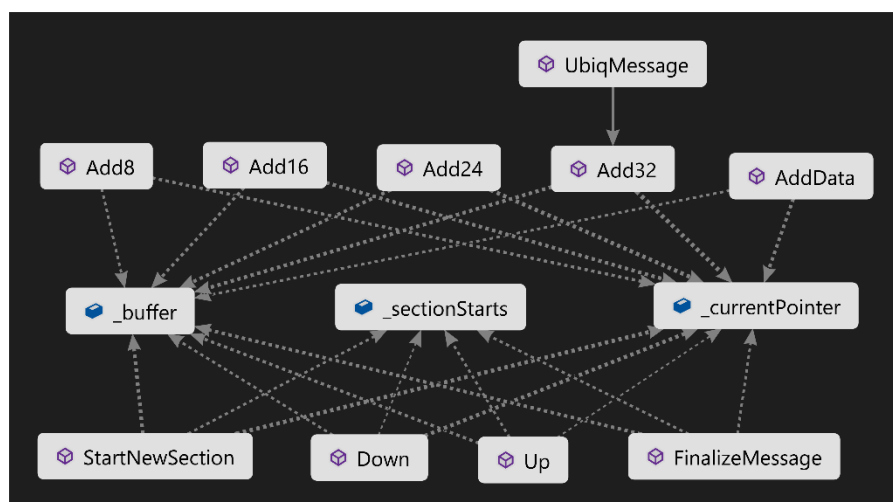 UbiqMessage
Add8
Add16
Add24
Add32
AddData
_buffer
_sectionStarts
_currentPointer
StartNewSection
Down
Up
FinalizeMessage